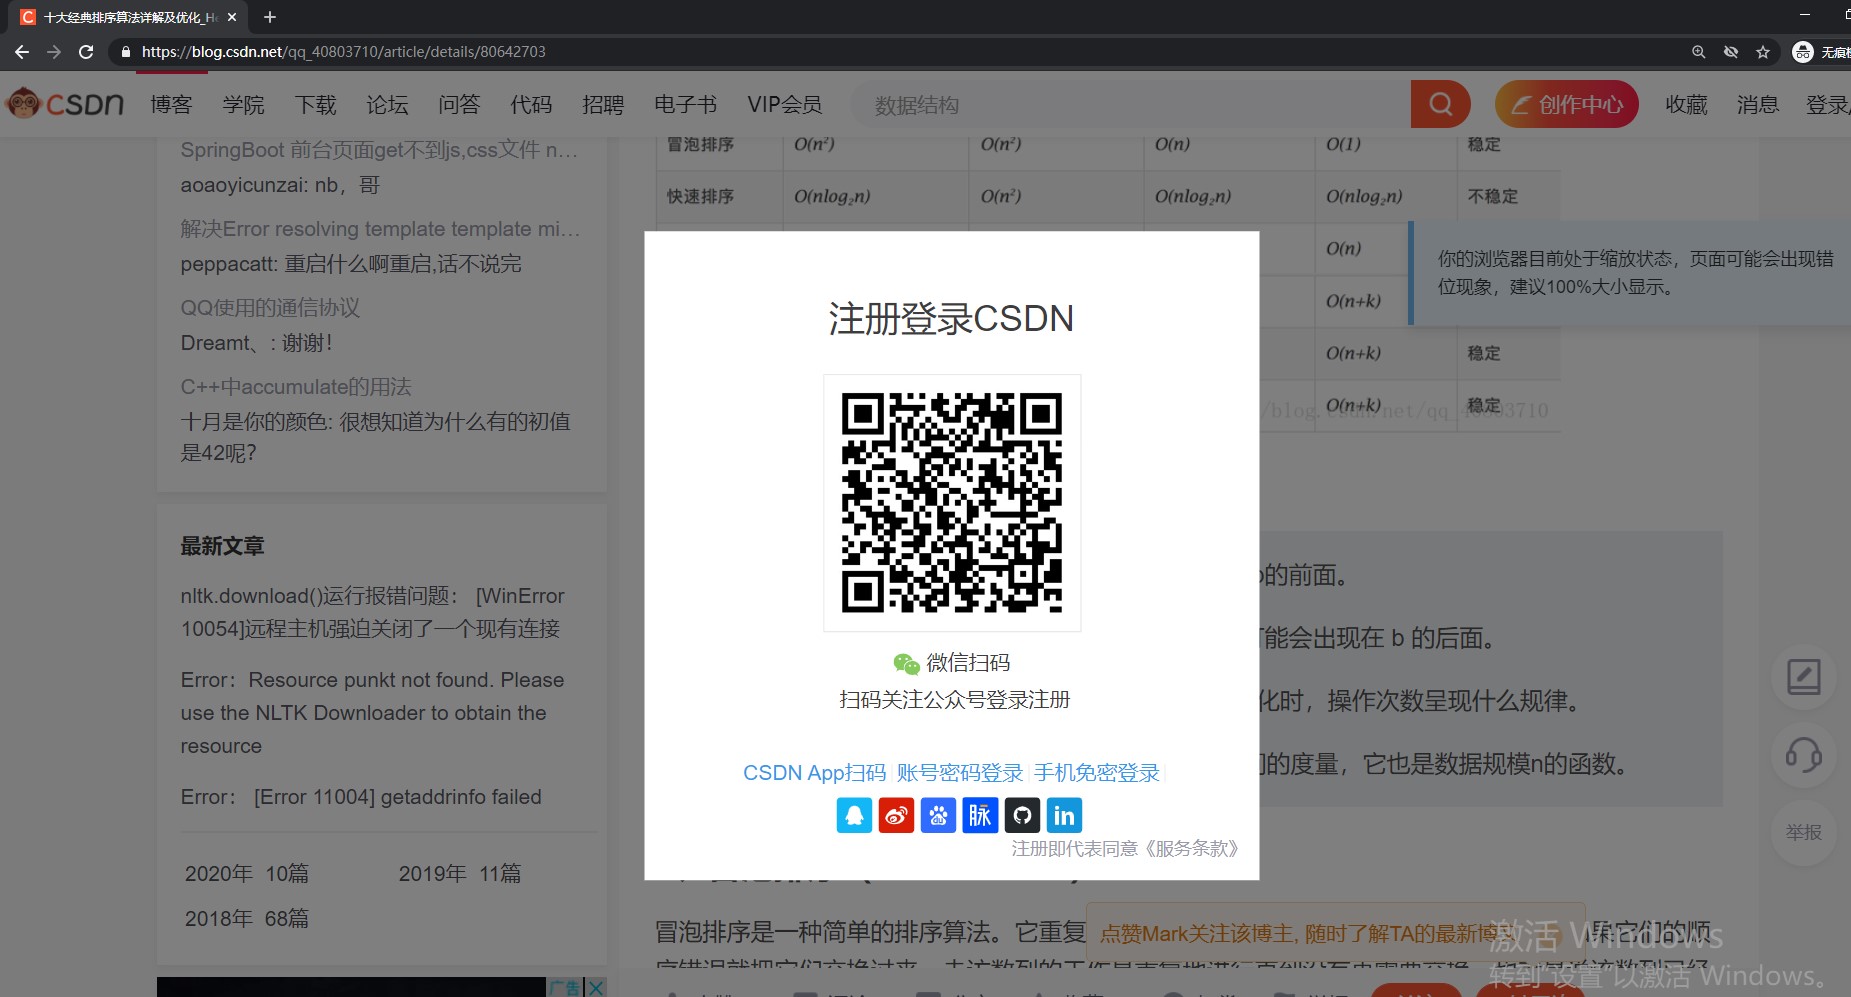 十大经典排序算法详解及优化_H
https://blog.csdn.net/qq_40803710/article/details/80642703
无痕
CSDN 博客 学院 下载 论坛 问答 代码 招聘 电子书 VIP会员 数据结构 创作中心 收藏 消息 登录/
SpringBoot 前台页面get不到js,css文件 n…
aoaoyicunzai: nb，哥
解决Error resolving template template mi…
peppacatt: 重启什么啊重启,话不说完
QQ使用的通信协议
Dreamt、: 谢谢！
C++中accumulate的用法
十月是你的颜色: 很想知道为什么有的初值
是42呢？
最新文章
nltk.download()运行报错问题： [WinError
10054]远程主机强迫关闭了一个现有连接
Error：Resource punkt not found. Please
use the NLTK Downloader to obtain the
resource
Error： [Error 11004] getaddrinfo failed
2020年 10篇 2019年 11篇
2018年 68篇
广告
冒泡排序 O(n²) O(n²) O(n) O(1) 稳定
快速排序 O(nlog₂n) O(n²) O(nlog₂n) O(nlog₂n) 不稳定
O(n)
O(n+k)
O(n+k) 稳定
O(n+k) 稳定
/blog.csdn.net/qq_40803710
你的浏览器目前处于缩放状态，页面可能会出现错
位现象，建议100%大小显示。
注册登录CSDN
微信扫码
扫码关注公众号登录注册
CSDN App扫码 账号密码登录 手机免密登录
脉 in
注册即代表同意《服务条款》
的前面。
能会出现在 b 的后面。
化时，操作次数呈现什么规律。
的度量，它也是数据规模n的函数。
举报
冒泡排序是一种简单的排序算法。它重复
果它们的顺
点赞Mark关注该博主, 随时了解TA的最新博
激活 Windows
转到"设置"以激活 Windows。